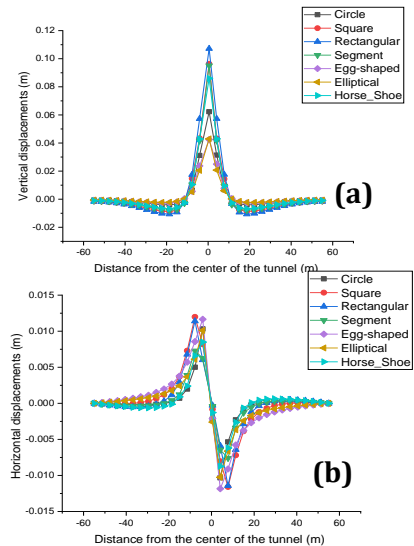 Circle
Square
Rectangular
Segment
Egg-shaped
Elliptical
Horse_Shoe
0.12
0.10
0.08
0.06
0.04
0.02
0.00
-0.02
Vertical displacements (m)
(a)
-60 -40 -20 0 20 40 60
Distance from the center of the tunnel (m)
Circle
Square
Rectangular
Segment
Egg-shaped
Elliptical
Horse_Shoe
0.015
0.010
0.005
0.000
-0.005
-0.010
-0.015
Horizontal displacements (m)
(b)
-60 -40 -20 0 20 40 60
Distance from the center of the tunnel (m)